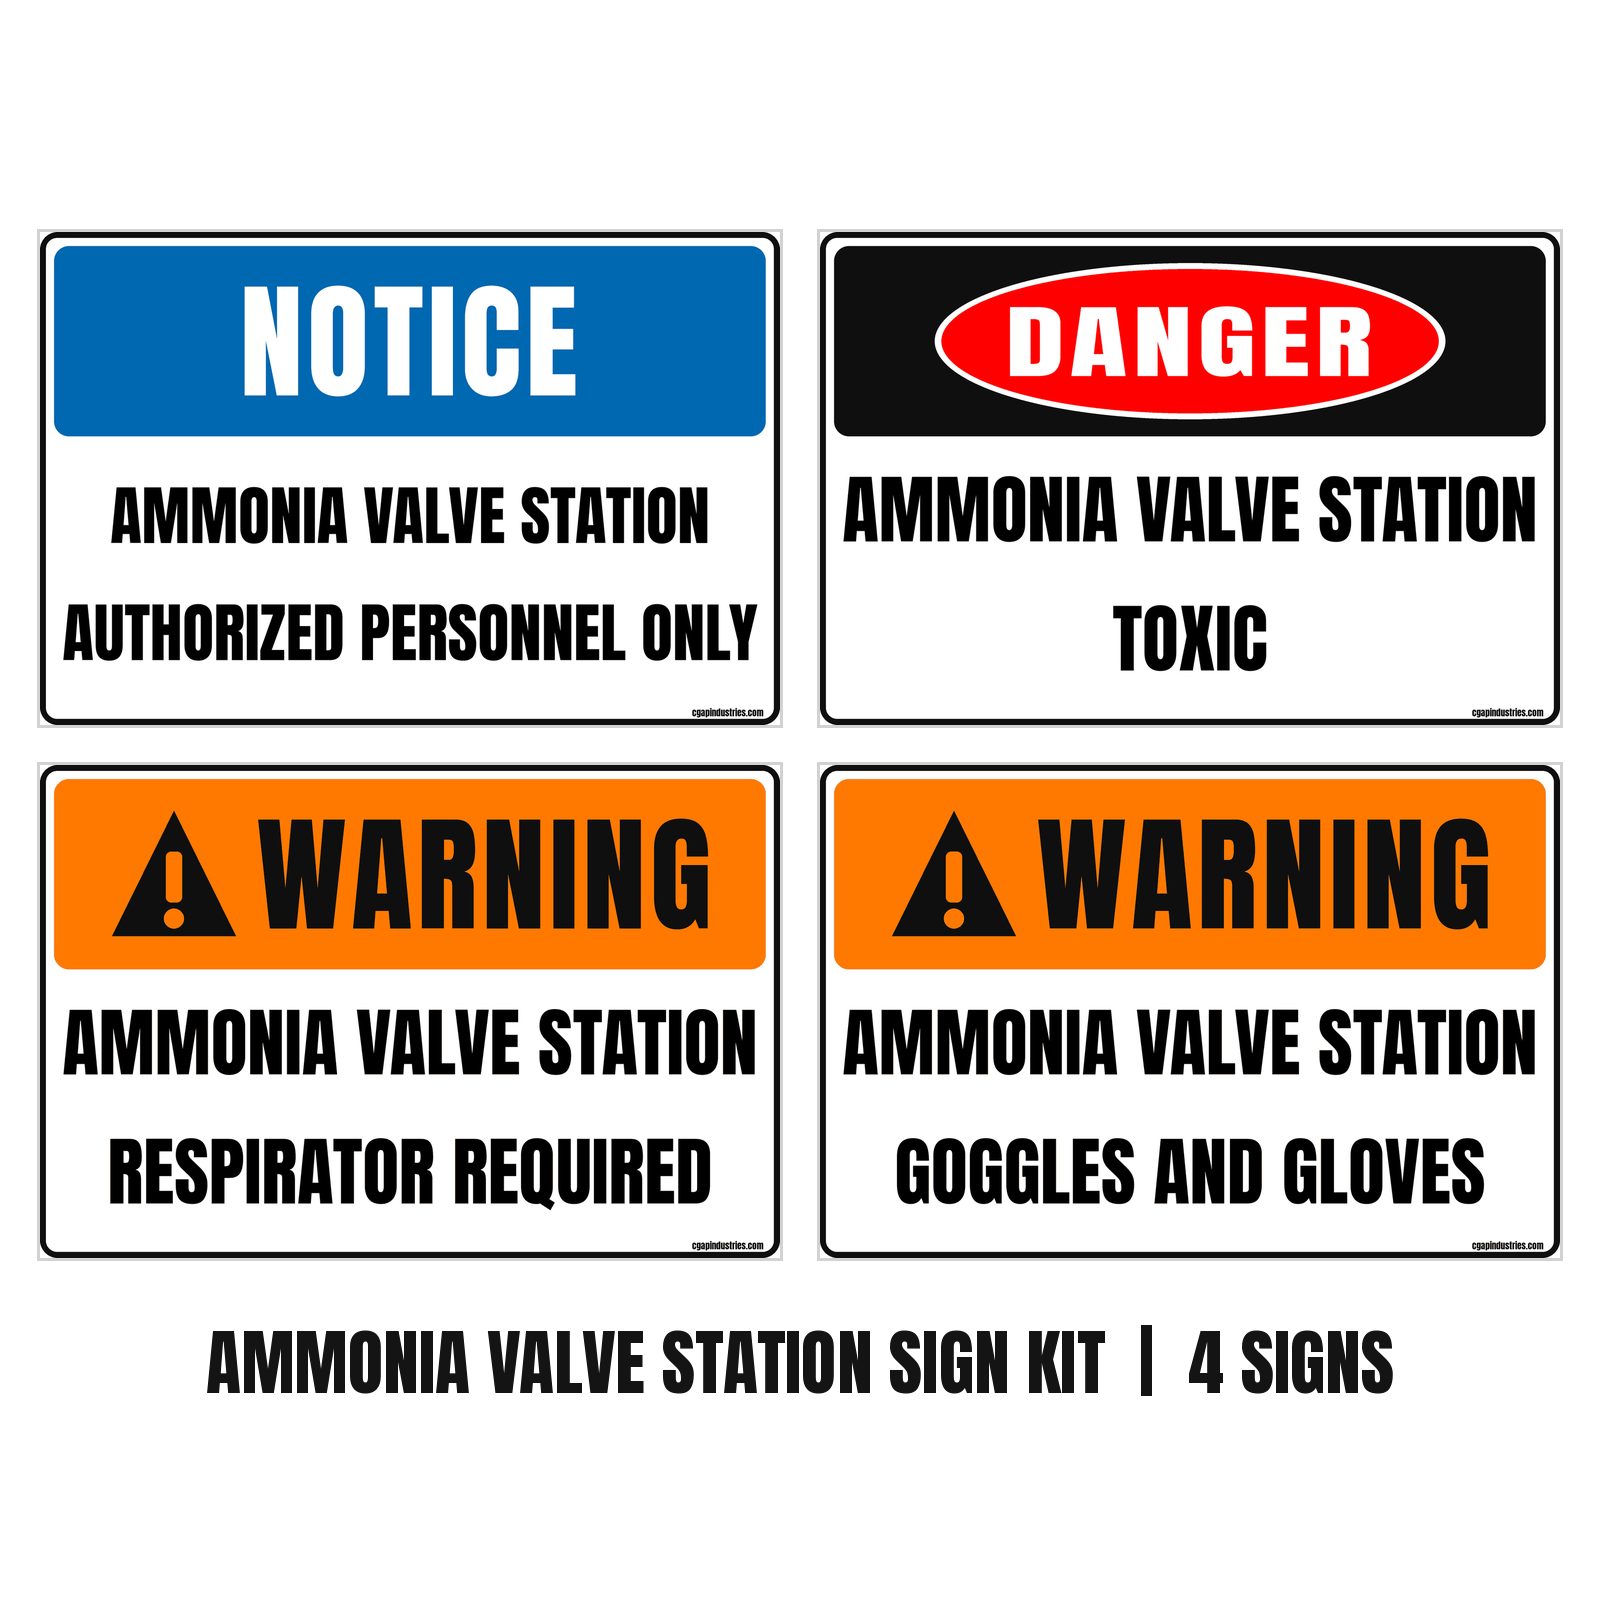 NOTICE
AMMONIA VALVE STATION
AUTHORIZED PERSONNEL ONLY
cgapindustries.com
DANGER
AMMONIA VALVE STATION
TOXIC
cgapindustries.com
WARNING
AMMONIA VALVE STATION
RESPIRATOR REQUIRED
cgapindustries.com
WARNING
AMMONIA VALVE STATION
GOGGLES AND GLOVES
cgapindustries.com
AMMONIA VALVE STATION SIGN KIT | 4 SIGNS